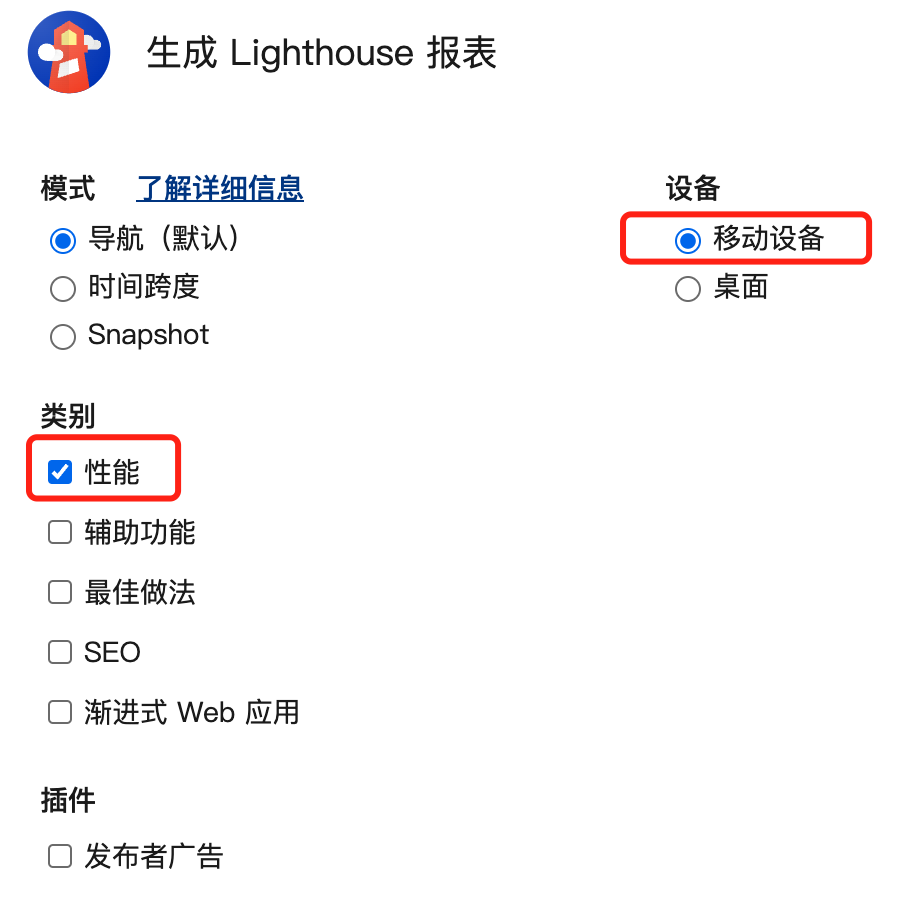 生成 Lighthouse 报表
模式 了解详细信息
导航（默认）
时间跨度
Snapshot
设备
移动设备
桌面
类别
性能
辅助功能
最佳做法
SEO
渐进式 Web 应用
插件
发布者广告